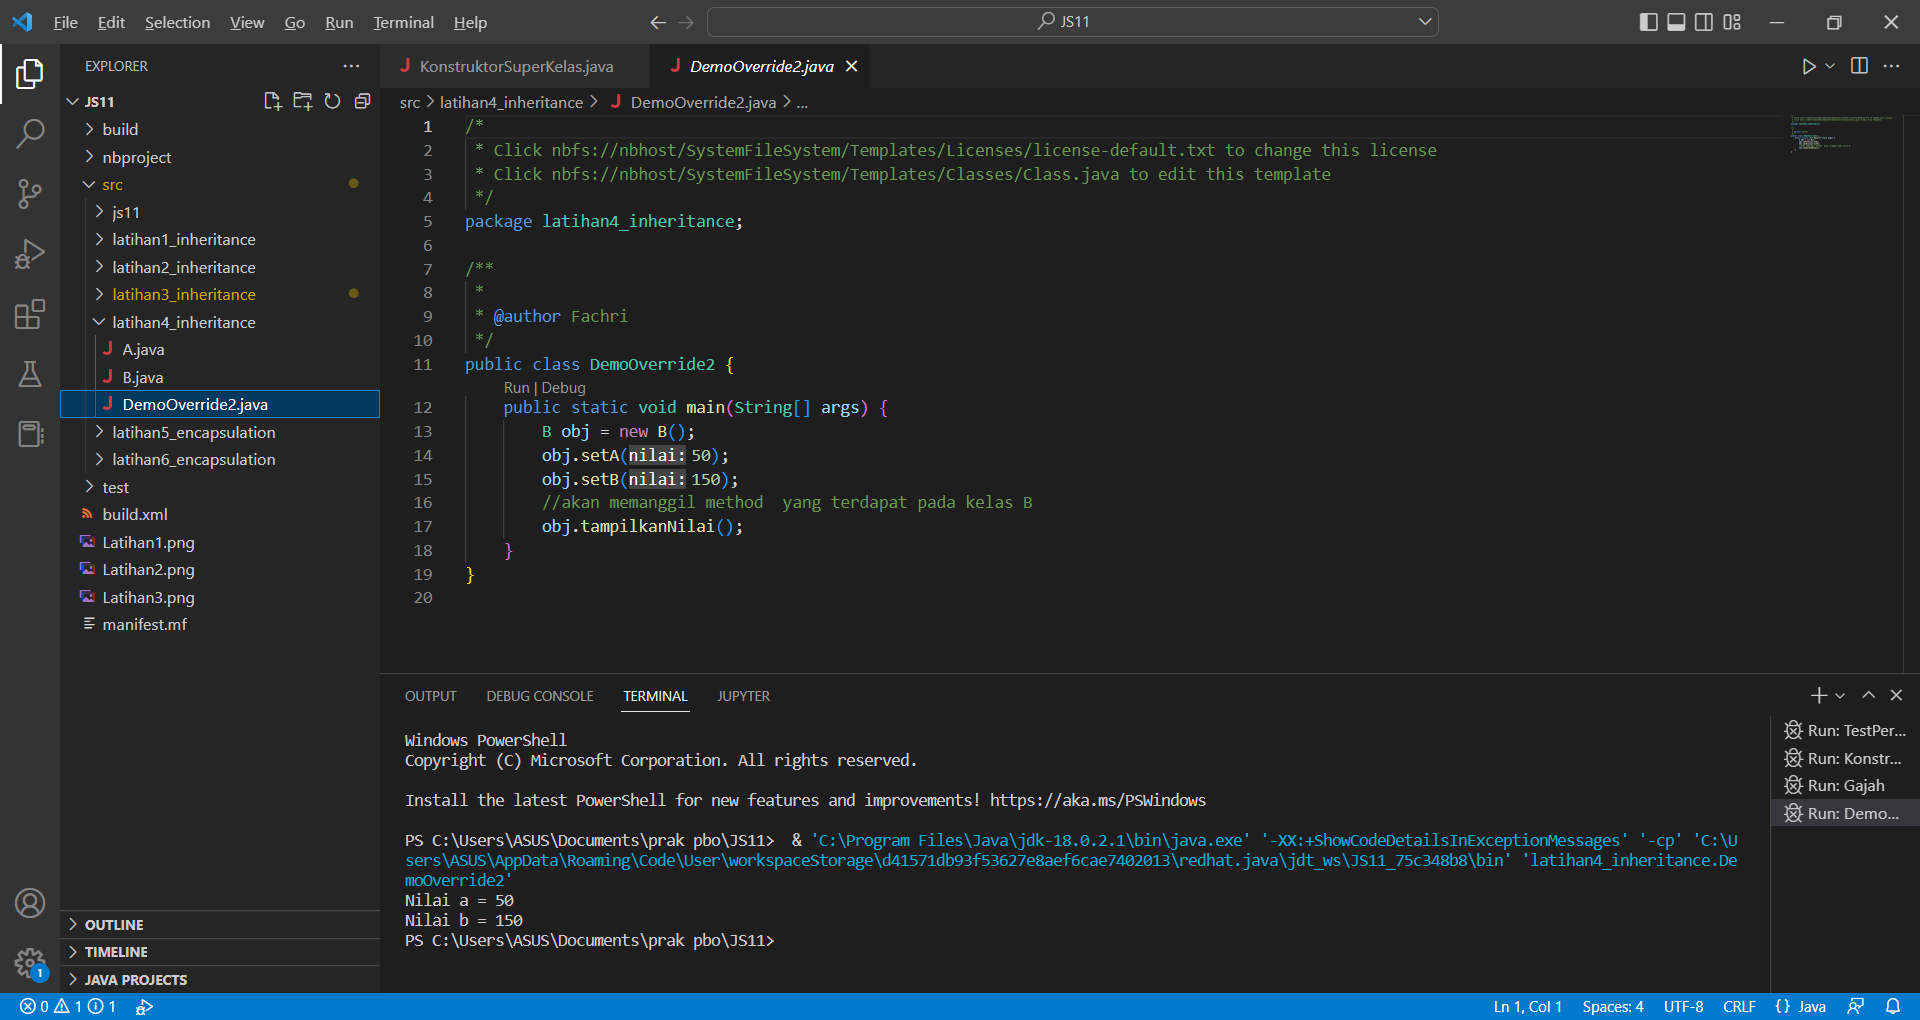 File Edit Selection View Go Run Terminal Help
JS11
EXPLORER
JS11
build
nbproject
src
js11
latihan1_inheritance
latihan2_inheritance
latihan3_inheritance
latihan4_inheritance
A.java
B.java
DemoOverride2.java
latihan5_encapsulation
latihan6_encapsulation
test
build.xml
Latihan1.png
Latihan2.png
Latihan3.png
manifest.mf
OUTLINE
TIMELINE
JAVA PROJECTS
KonstruktorSuperKelas.java DemoOverride2.java
src > latihan4_inheritance > DemoOverride2.java > ...
1 /*
2  * Click nbfs://nbhost/SystemFileSystem/Templates/Licenses/license-default.txt to change this license
3  * Click nbfs://nbhost/SystemFileSystem/Templates/Classes/Class.java to edit this template
4  */
5 package latihan4_inheritance;
6
7 /**
8  *
9  * @author Fachri
10  */
11 public class DemoOverride2 {
Run | Debug
12     public static void main(String[] args) {
13         B obj = new B();
14         obj.setA(nilai: 50);
15         obj.setB(nilai: 150);
16         //akan memanggil method  yang terdapat pada kelas B
17         obj.tampilkanNilai();
18     }
19 }
20
OUTPUT DEBUG CONSOLE TERMINAL JUPYTER
Windows PowerShell
Copyright (C) Microsoft Corporation. All rights reserved.
Install the latest PowerShell for new features and improvements! https://aka.ms/PSWindows
PS C:\Users\ASUS\Documents\prak pbo\JS11>  & 'C:\Program Files\Java\jdk-18.0.2.1\bin\java.exe' '-XX:+ShowCodeDetailsInExceptionMessages' '-cp' 'C:\U
sers\ASUS\AppData\Roaming\Code\User\workspaceStorage\d41571db93f53627e8aef6cae7402013\redhat.java\jdt_ws\JS11_75c348b8\bin' 'latihan4_inheritance.De
moOverride2'
Nilai a = 50
Nilai b = 150
PS C:\Users\ASUS\Documents\prak pbo\JS11>
Run: TestPer...
Run: Konstr...
Run: Gajah
Run: Demo...
1
0 1 1
Ln 1, Col 1 Spaces: 4 UTF-8 CRLF {} Java